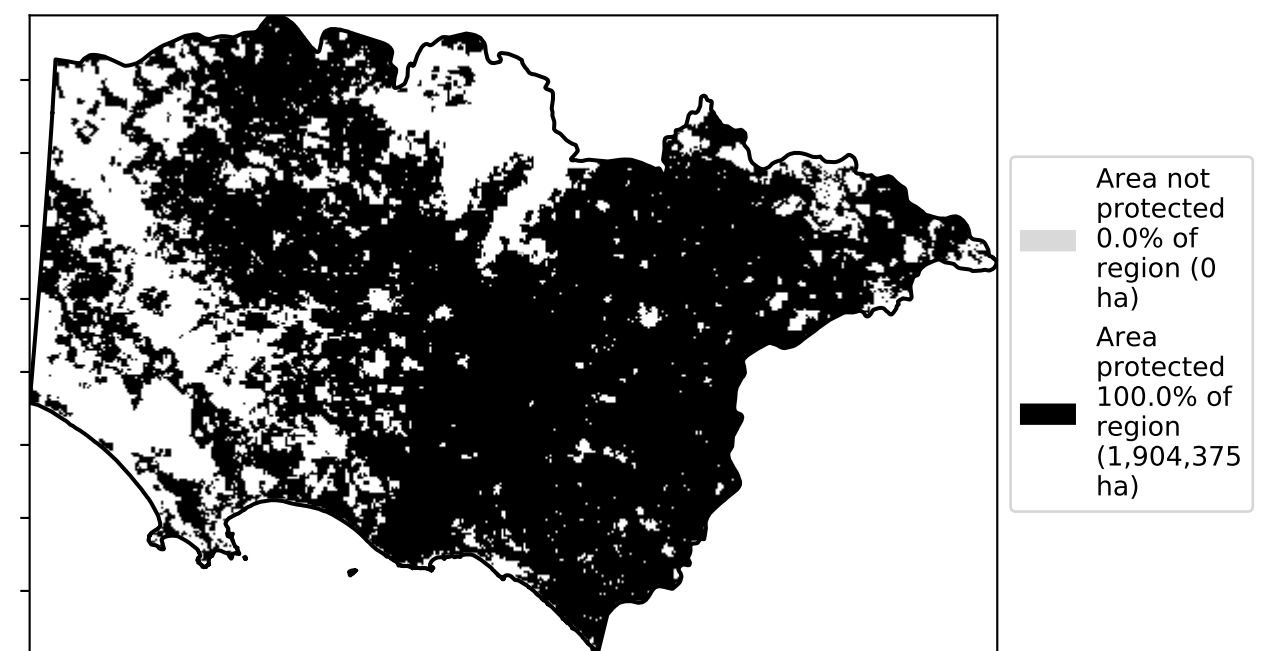 Area not
protected
0.0% of
region (0
ha)
Area
protected
100.0% of
region
(1,904,375
ha)